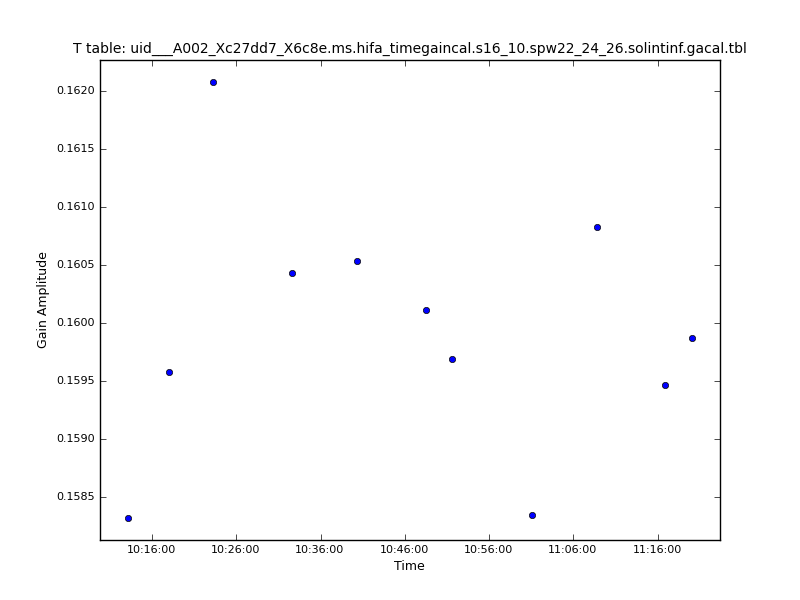 T table: uid___A002_Xc27dd7_X6c8e.ms.hifa_timegaincal.s16_10.spw22_24_26.solintinf.gacal.tbl
0.1620
0.1615
0.1610
0.1605
0.1600
0.1595
0.1590
0.1585
Gain Amplitude
10:16:00 10:26:00 10:36:00 10:46:00 10:56:00 11:06:00 11:16:00
Time